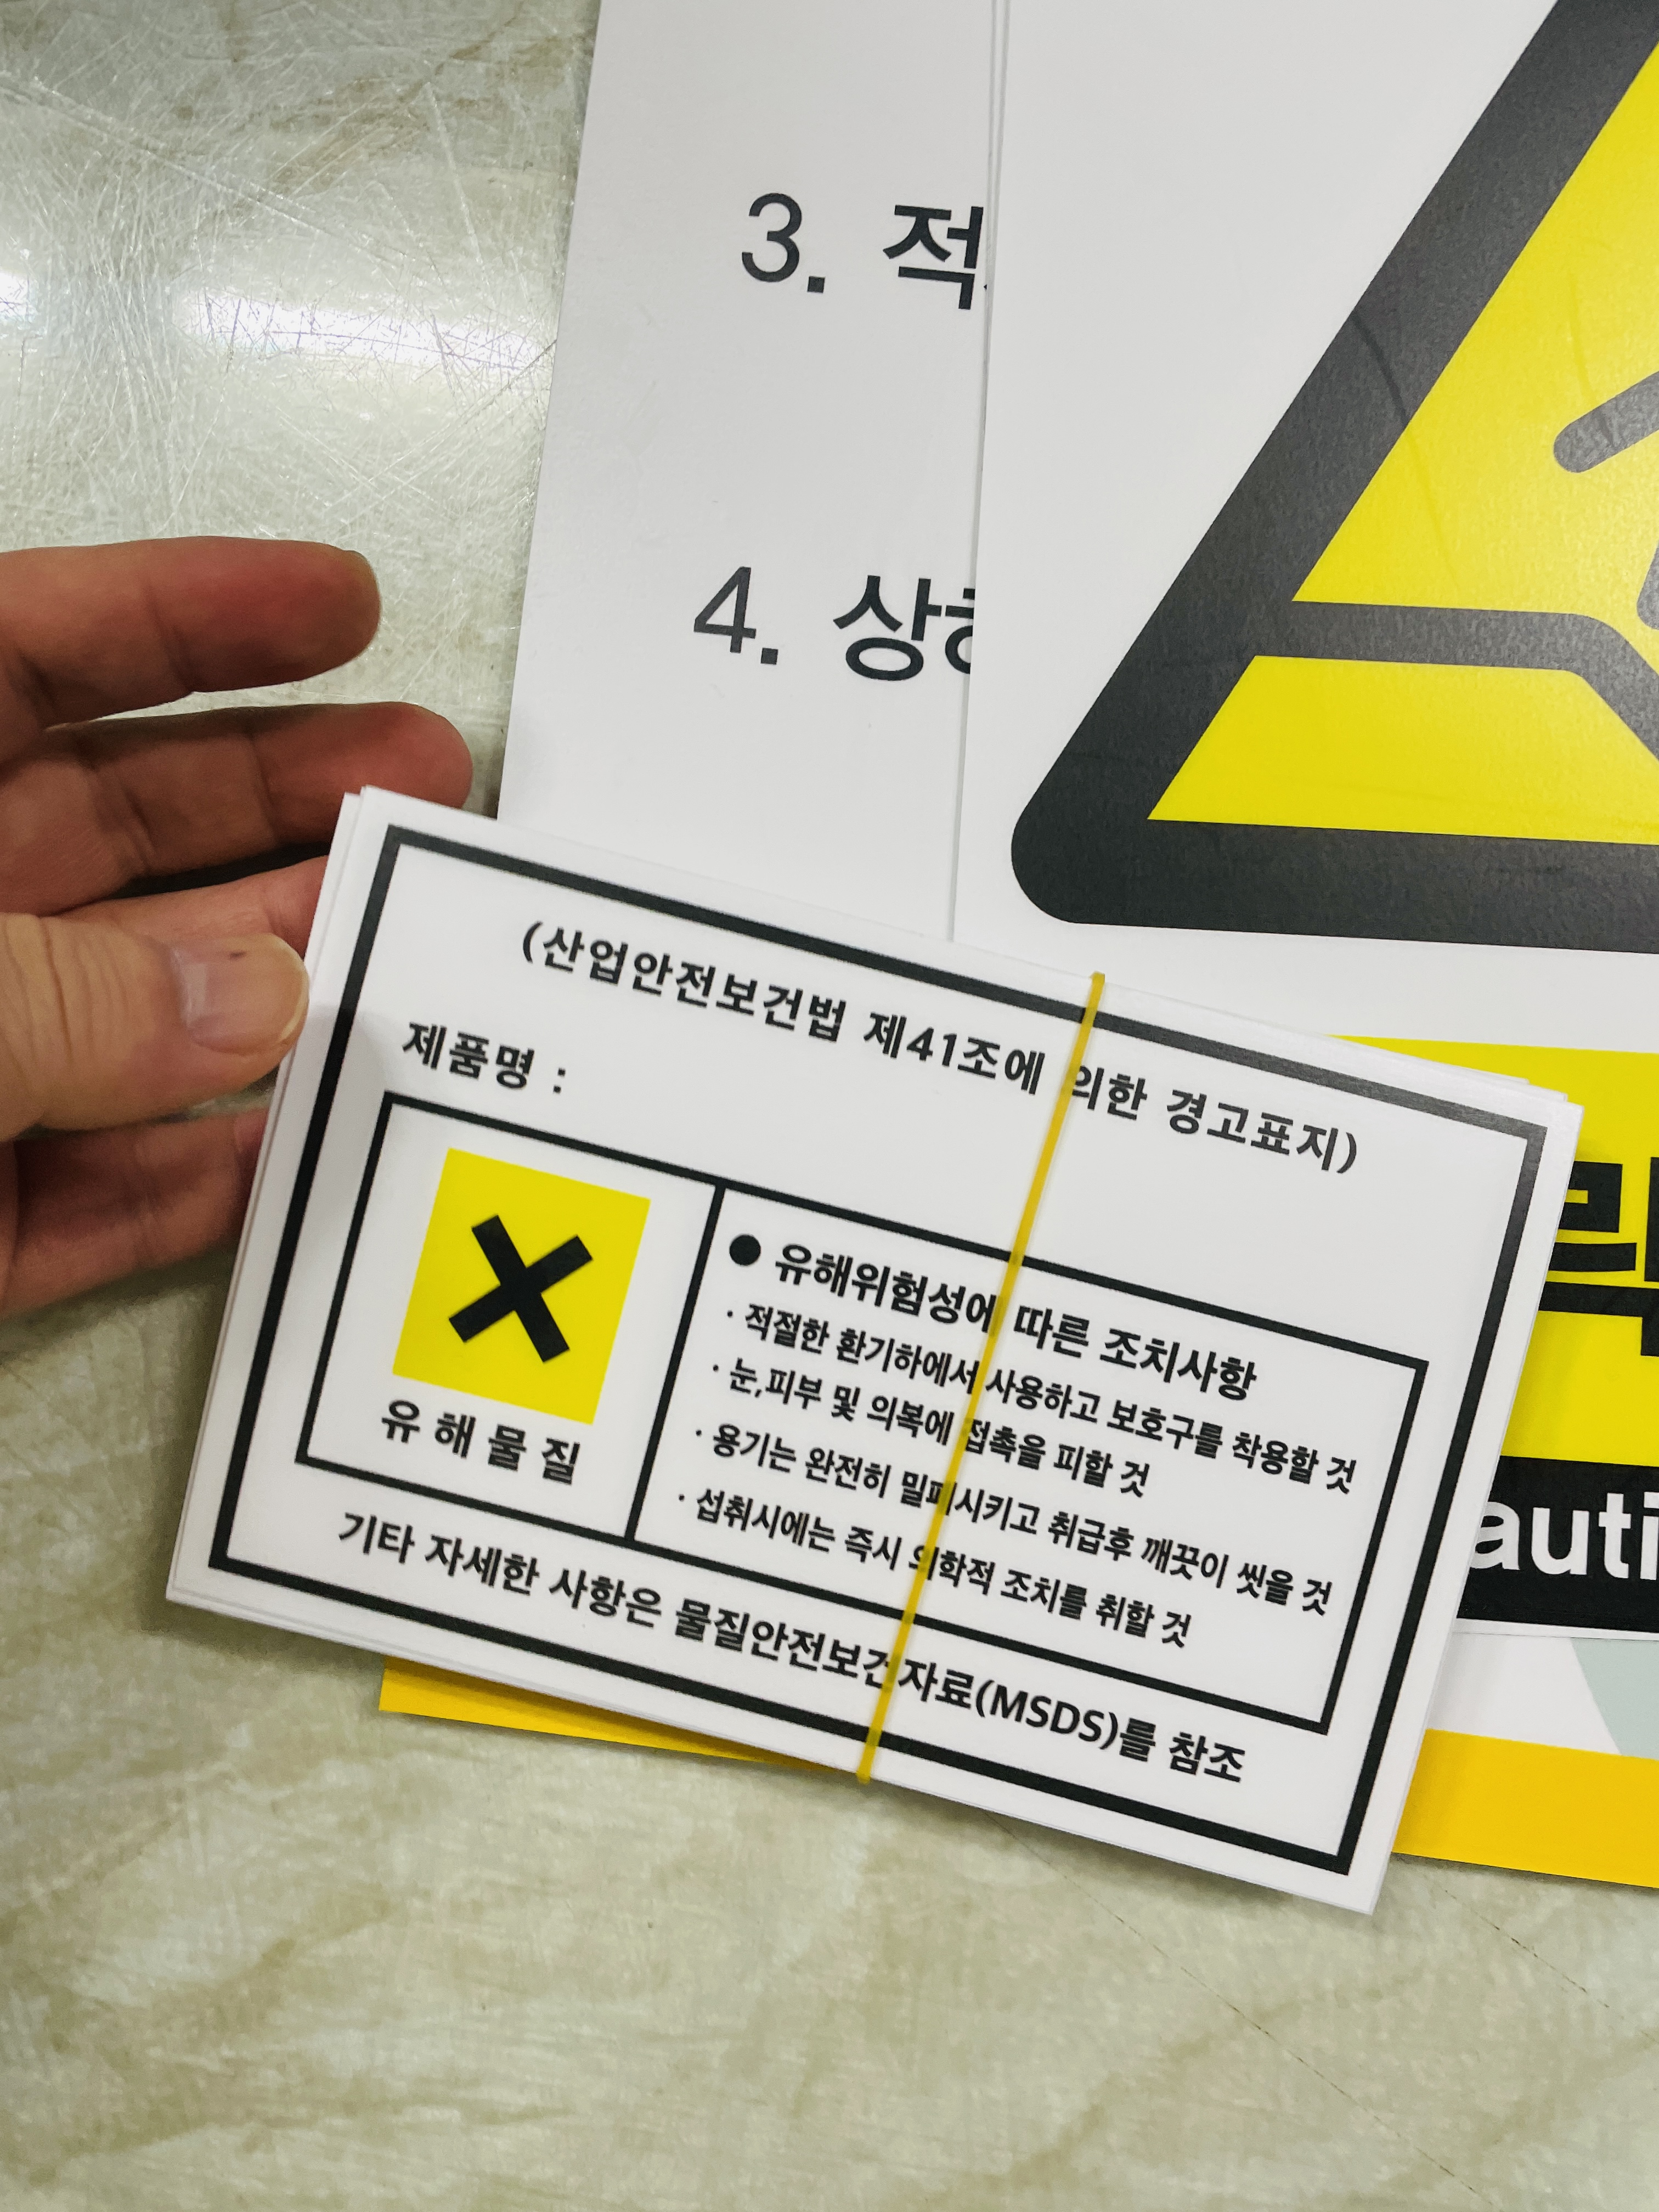 3. 적
4. 상
(산업안전보건법 제41조에 의한 경고표지)
제품명 :
유해물질
● 유해위험성에 따른 조치사항
· 적절한 환기하에서 사용하고 보호구를 착용할 것
· 눈,피부 및 의복에 접촉을 피할 것
· 용기는 완전히 밀폐시키고 취급후 깨끗이 씻을 것
· 섭취시에는 즉시 의학적 조치를 취할 것
기타 자세한 사항은 물질안전보건자료(MSDS)를 참조
auti